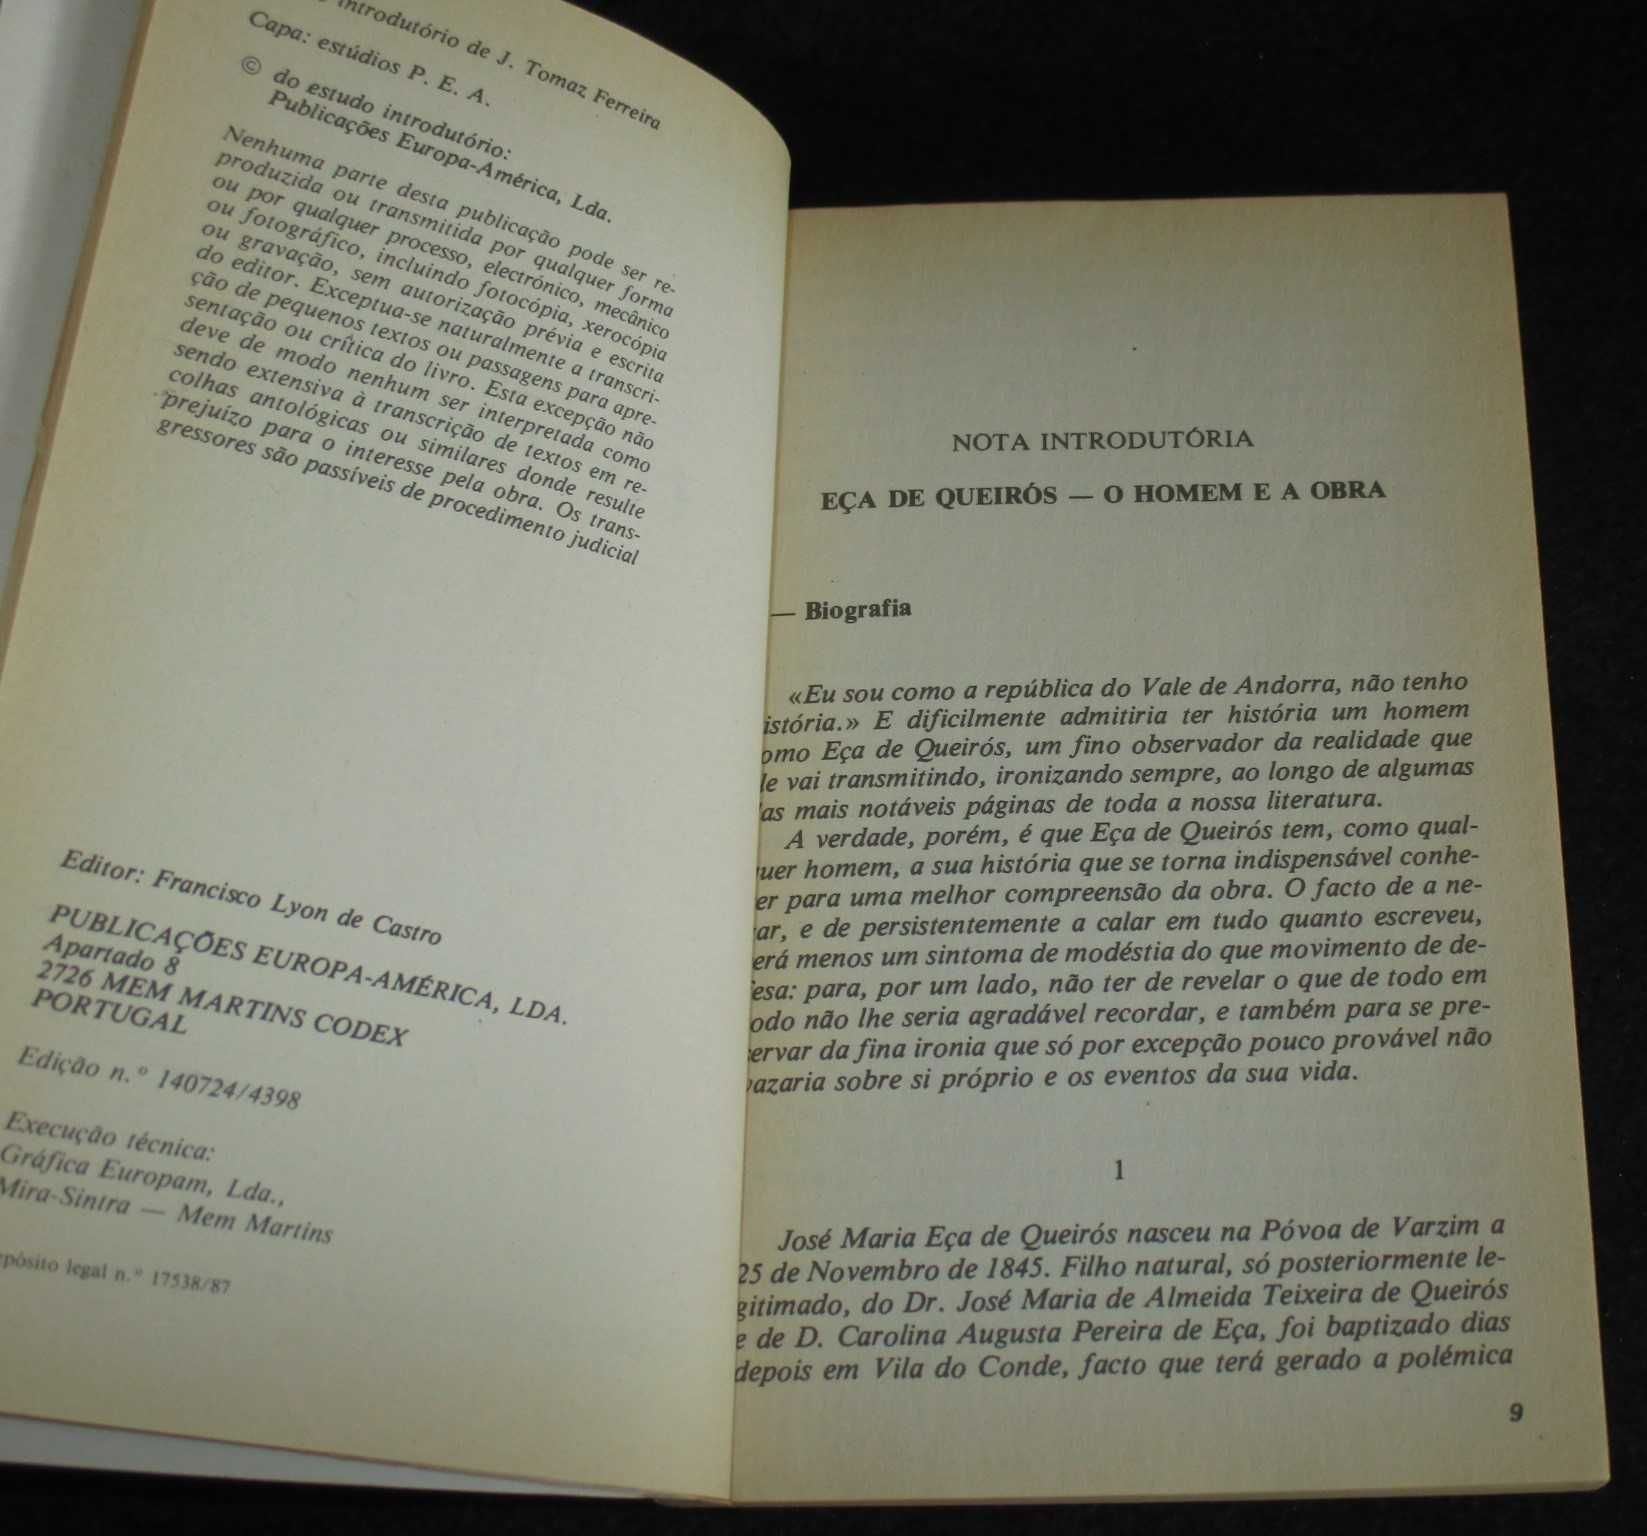 introdutório de J. Tomaz Ferreira
Capa: estúdios P. E. A.
© do estudo introdutório:
Publicações Europa-América, Lda.
Nenhuma parte desta publicação pode ser re-
produzida ou transmitida por qualquer forma
ou por qualquer processo, electrónico, mecânico
ou fotográfico, incluindo fotocópia, xerocópia
ou gravação, sem autorização prévia e escrita
do editor. Exceptua-se naturalmente a transcri-
ção de pequenos textos ou passagens para apre-
sentação ou crítica do livro. Esta excepção não
deve de modo nenhum ser interpretada como
sendo extensiva à transcrição de textos em re-
colhas antológicas ou similares donde resulte
prejuízo para o interesse pela obra. Os trans-
gressores são passíveis de procedimento judicial
Editor: Francisco Lyon de Castro
PUBLICAÇÕES EUROPA-AMÉRICA, LDA.
Apartado 8
2726 MEM MARTINS CODEX
PORTUGAL
Edição n.º 140724/4398
Execução técnica:
Gráfica Europam, Lda.,
Mira-Sintra — Mem Martins
epósito legal n.º 17538/87
NOTA INTRODUTÓRIA
EÇA DE QUEIRÓS — O HOMEM E A OBRA
— Biografia
«Eu sou como a república do Vale de Andorra, não tenho
istória.» E dificilmente admitiria ter história um homem
omo Eça de Queirós, um fino observador da realidade que
le vai transmitindo, ironizando sempre, ao longo de algumas
as mais notáveis páginas de toda a nossa literatura.
A verdade, porém, é que Eça de Queirós tem, como qual-
uer homem, a sua história que se torna indispensável conhe-
er para uma melhor compreensão da obra. O facto de a ne-
ar, e de persistentemente a calar em tudo quanto escreveu,
erá menos um sintoma de modéstia do que movimento de de-
esa: para, por um lado, não ter de revelar o que de todo em
odo não lhe seria agradável recordar, e também para se pre-
servar da fina ironia que só por excepção pouco provável não
vazaria sobre si próprio e os eventos da sua vida.
1
José Maria Eça de Queirós nasceu na Póvoa de Varzim a
25 de Novembro de 1845. Filho natural, só posteriormente le-
gitimado, do Dr. José Maria de Almeida Teixeira de Queirós
e de D. Carolina Augusta Pereira de Eça, foi baptizado dias
depois em Vila do Conde, facto que terá gerado a polémica
9